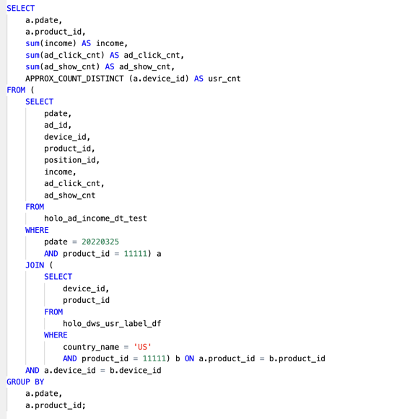 SELECT
a.pdate,
a.product_id,
sum(income) AS income,
sum(ad_click_cnt) AS ad_click_cnt,
sum(ad_show_cnt) AS ad_show_cnt,
APPROX_COUNT_DISTINCT (a.device_id) AS usr_cnt
FROM (
SELECT
pdate,
ad_id,
device_id,
product_id,
position_id,
income,
ad_click_cnt,
ad_show_cnt
FROM
holo_ad_income_dt_test
WHERE
pdate = 20220325
AND product_id = 11111) a
JOIN (
SELECT
device_id,
product_id
FROM
holo_dws_usr_label_df
WHERE
country_name = 'US'
AND product_id = 11111) b ON a.product_id = b.product_id
AND a.device_id = b.device_id
GROUP BY
a.pdate,
a.product_id;